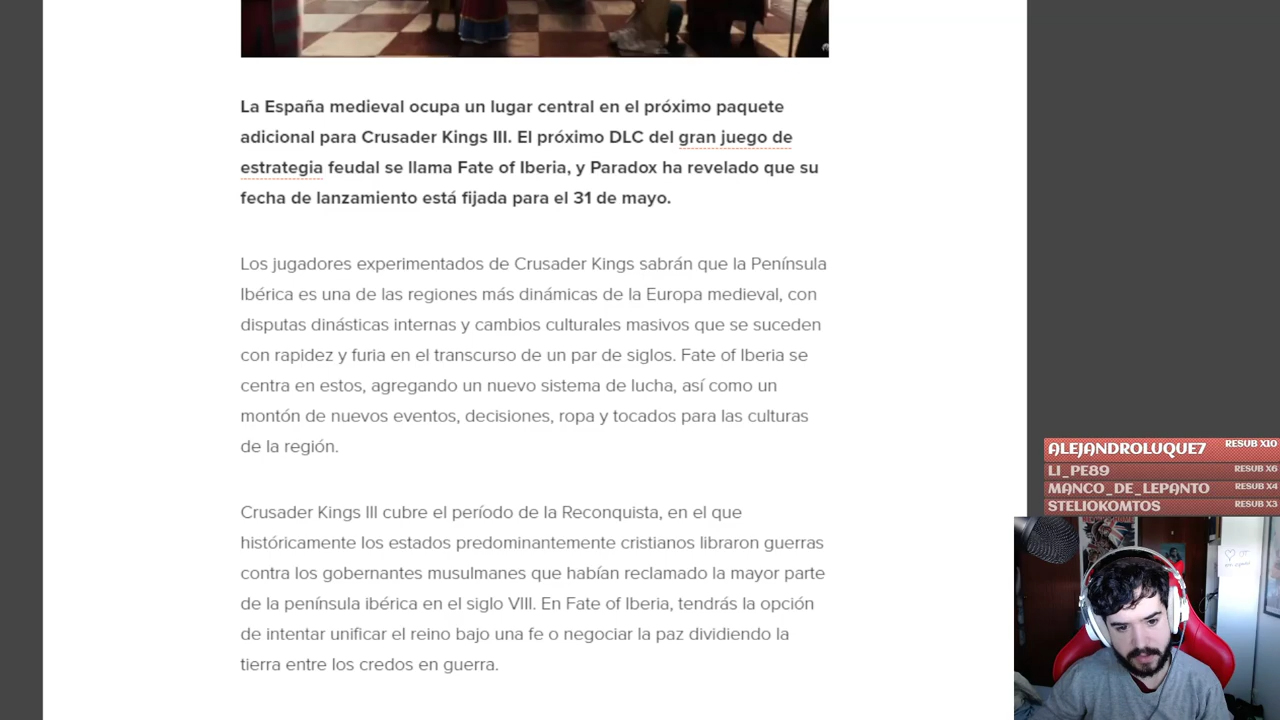 La España medieval ocupa un lugar central en el próximo paquete
adicional para Crusader Kings III. El próximo DLC del gran juego de
estrategia feudal se llama Fate of Iberia, y Paradox ha revelado que su
fecha de lanzamiento está fijada para el 31 de mayo.
Los jugadores experimentados de Crusader Kings sabrán que la Península
Ibérica es una de las regiones más dinámicas de la Europa medieval, con
disputas dinásticas internas y cambios culturales masivos que se suceden
con rapidez y furia en el transcurso de un par de siglos. Fate of Iberia se
centra en estos, agregando un nuevo sistema de lucha, así como un
montón de nuevos eventos, decisiones, ropa y tocados para las culturas
de la región.
Crusader Kings III cubre el período de la Reconquista, en el que
históricamente los estados predominantemente cristianos libraron guerras
contra los gobernantes musulmanes que habían reclamado la mayor parte
de la península ibérica en el siglo VIII. En Fate of Iberia, tendrás la opción
de intentar unificar el reino bajo una fe o negociar la paz dividiendo la
tierra entre los credos en guerra.
ALEJANDROLUQUE7 RESUB X10
LI_PE89 RESUB X6
MANCO_DE_LEPANTO RESUB X4
STELIOKOMTOS RESUB X3